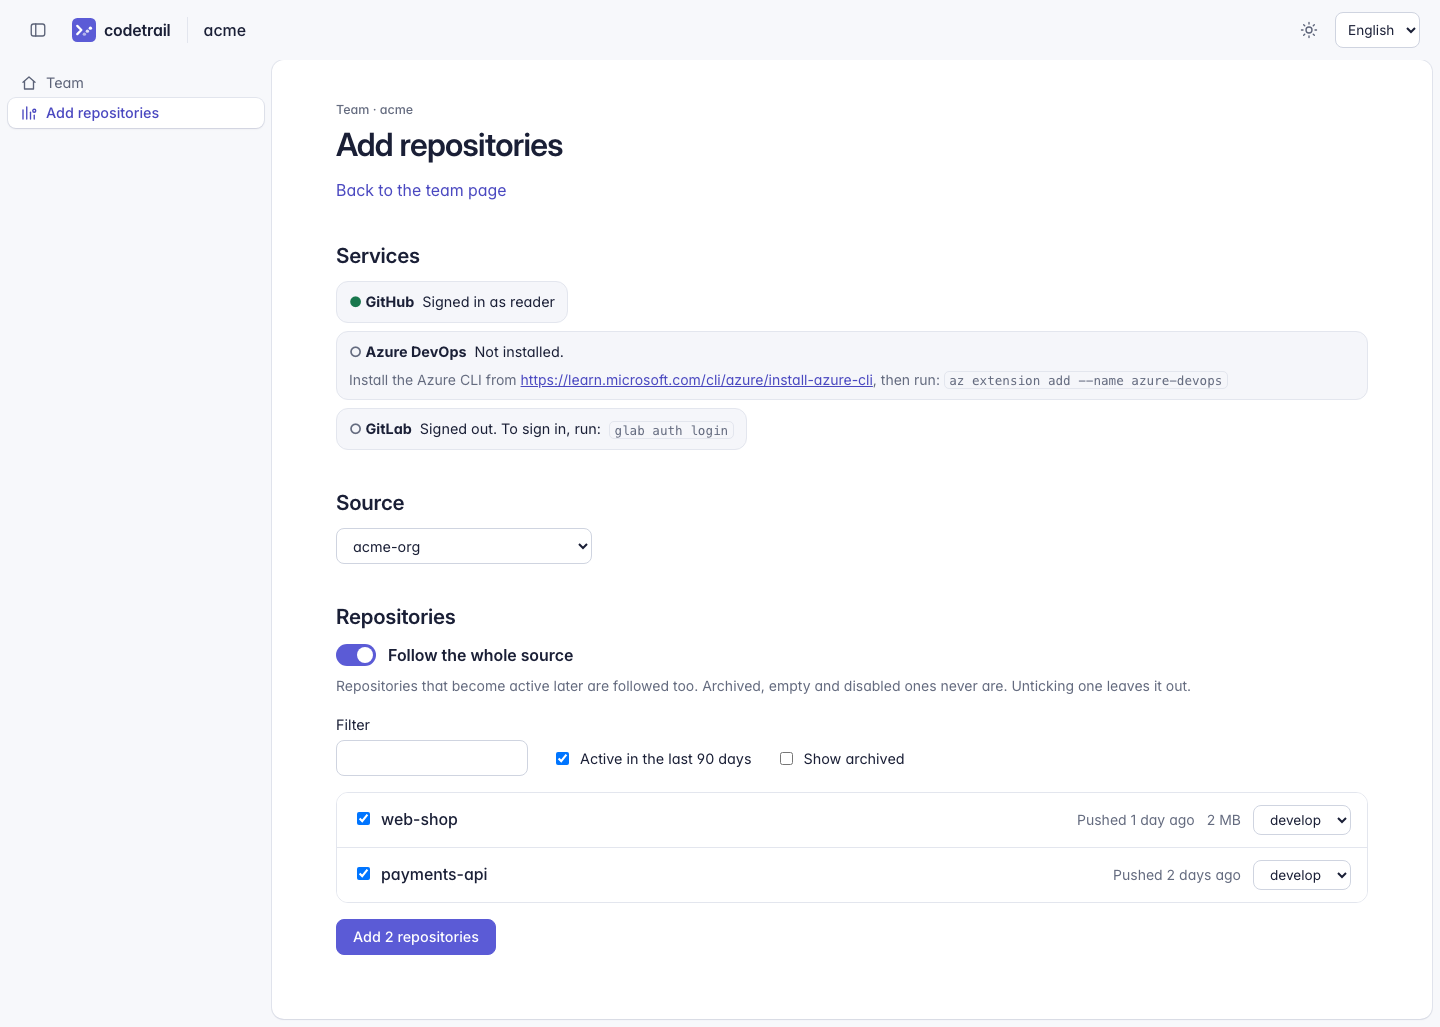 codetrail
acme
English
Team
Add repositories
Team · acme
Add repositories
Back to the team page
Services
GitHub Signed in as reader
Azure DevOps Not installed.
Install the Azure CLI from https://learn.microsoft.com/cli/azure/install-azure-cli, then run: az extension add --name azure-devops
GitLab Signed out. To sign in, run: glab auth login
Source
acme-org
Repositories
Follow the whole source
Repositories that become active later are followed too. Archived, empty and disabled ones never are. Unticking one leaves it out.
Filter
Active in the last 90 days
Show archived
web-shop Pushed 1 day ago 2 MB develop
payments-api Pushed 2 days ago develop
Add 2 repositories